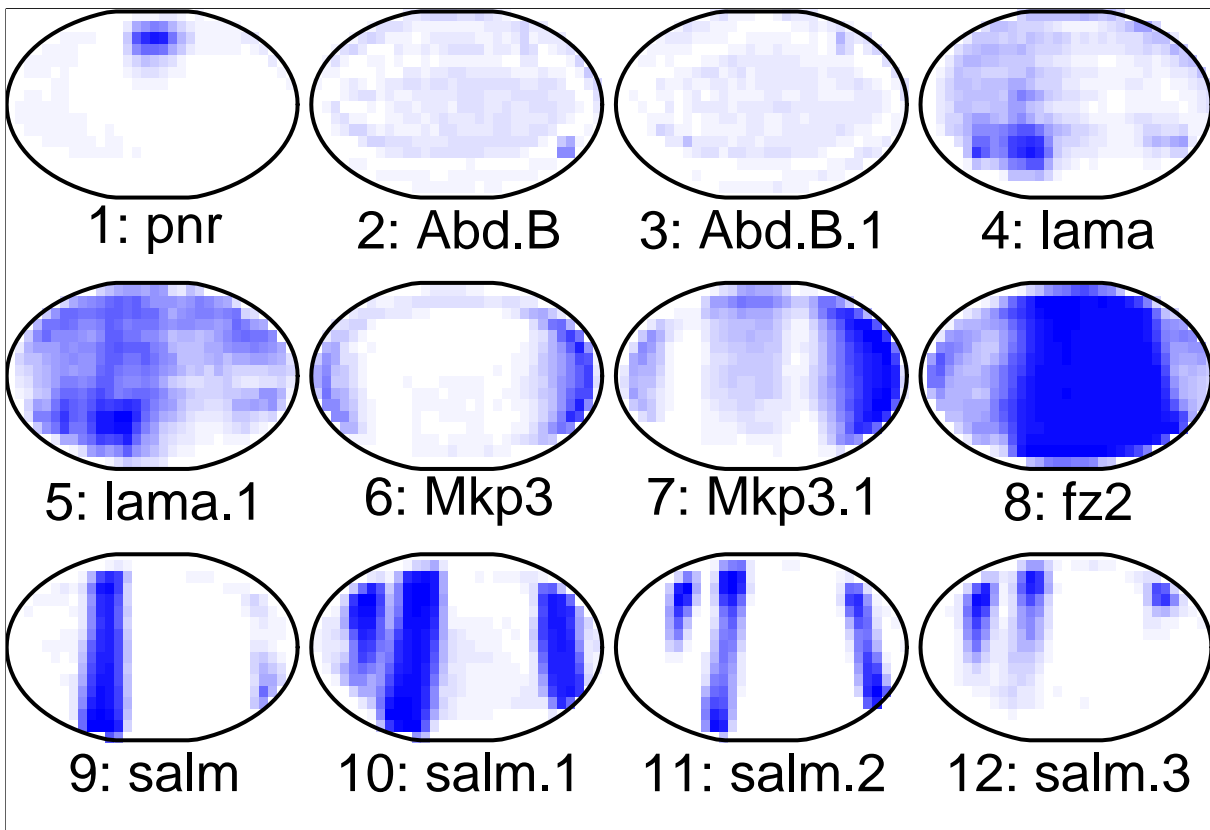 1: pnr 2: Abd.B 3: Abd.B.1 4: lama
5: lama.1 6: Mkp3 7: Mkp3.1 8: fz2
9: salm 10: salm.1 11: salm.2 12: salm.3